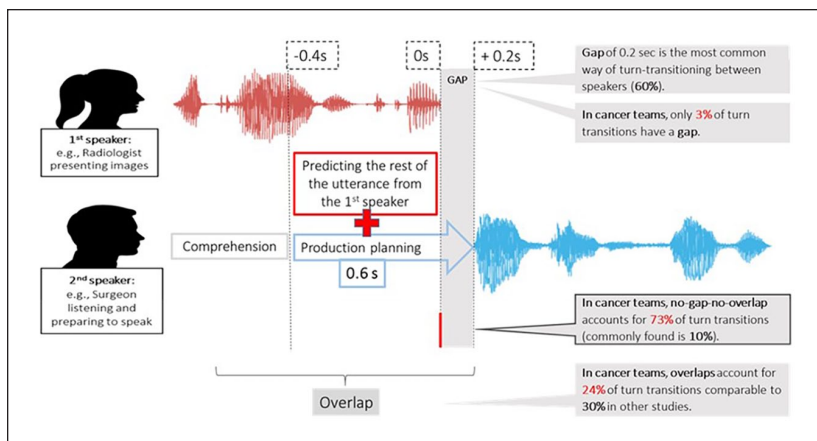 -0.4s
0s
+ 0.2s
GAP
Gap of 0.2 sec is the most common
way of turn-transitioning between
speakers (60%).
In cancer teams, only 3% of turn
transitions have a gap.
1st speaker:
e.g., Radiologist
presenting images
Predicting the rest of
the utterance from
the 1st speaker
Comprehension
Production planning
0.6 s
2nd speaker:
e.g., Surgeon
listening and
preparing to speak
In cancer teams, no-gap-no-overlap
accounts for 73% of turn transitions
(commonly found is 10%).
In cancer teams, overlaps account for
24% of turn transitions comparable to
30% in other studies.
Overlap